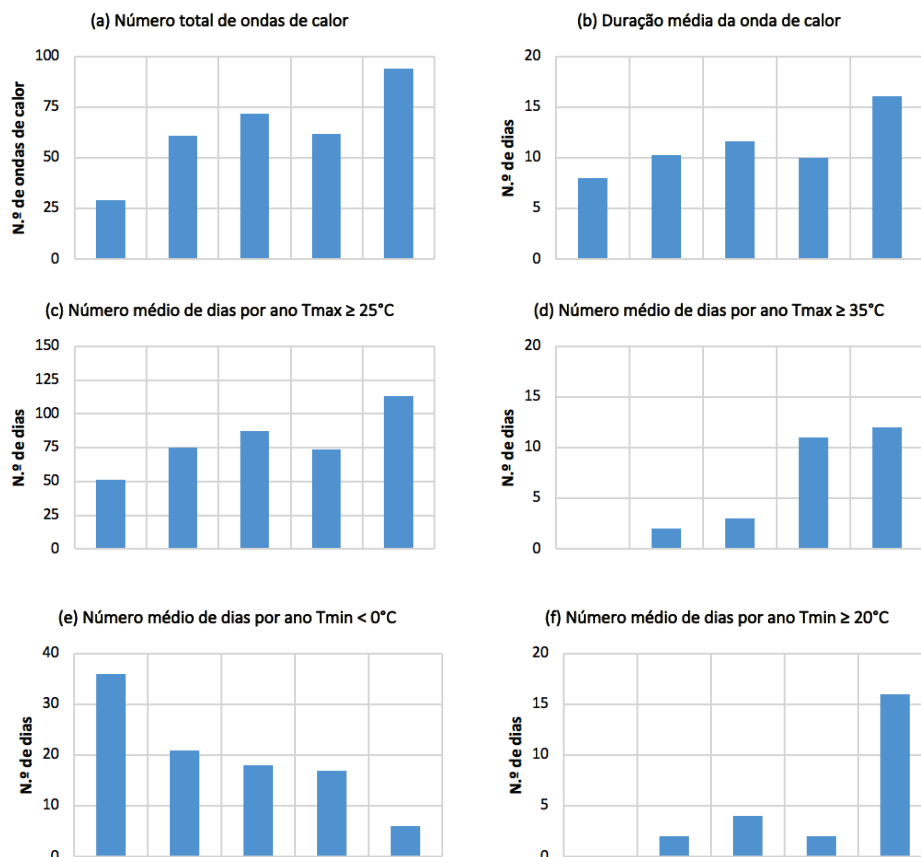 (a) Número total de ondas de calor
N.º de ondas de calor
100
75
50
25
0
(b) Duração média da onda de calor
N.º de dias
20
15
10
5
0
(c) Número médio de dias por ano Tmax ≥ 25°C
N.º de dias
150
125
100
75
50
25
0
(d) Número médio de dias por ano Tmax ≥ 35°C
N.º de dias
20
15
10
5
0
(e) Número médio de dias por ano Tmin < 0°C
N.º de dias
40
30
20
10
0
(f) Número médio de dias por ano Tmin ≥ 20°C
N.º de dias
20
15
10
5
0